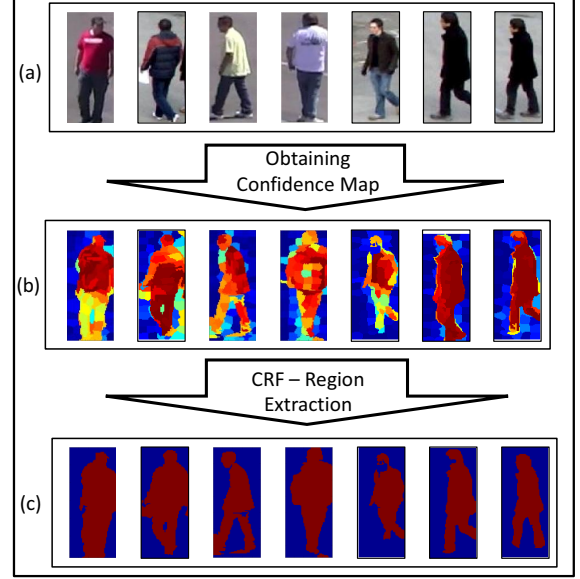 (a)
Obtaining
Confidence Map
(b)
CRF – Region
Extraction
(c)